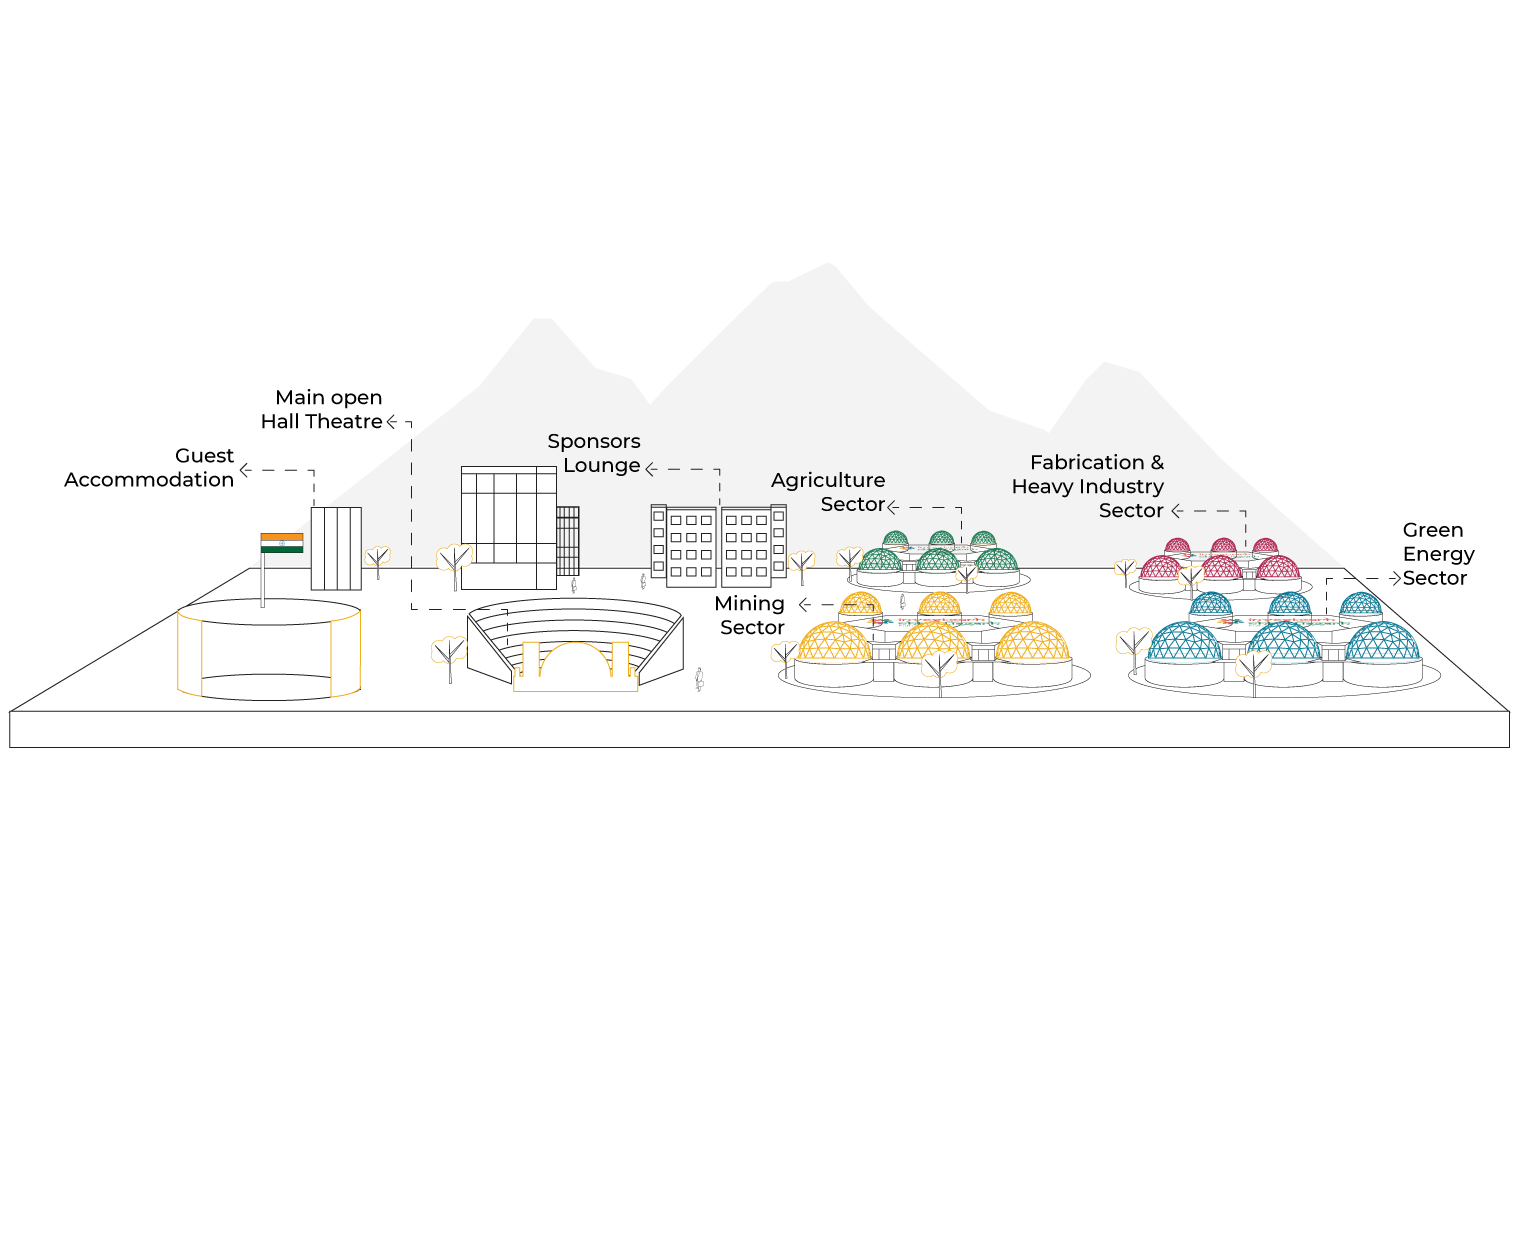 Main open
Hall Theatre
Guest
Accommodation
Sponsors
Lounge
Agriculture
Sector
Fabrication &
Heavy Industry
Sector
Green
Energy
Sector
Mining
Sector